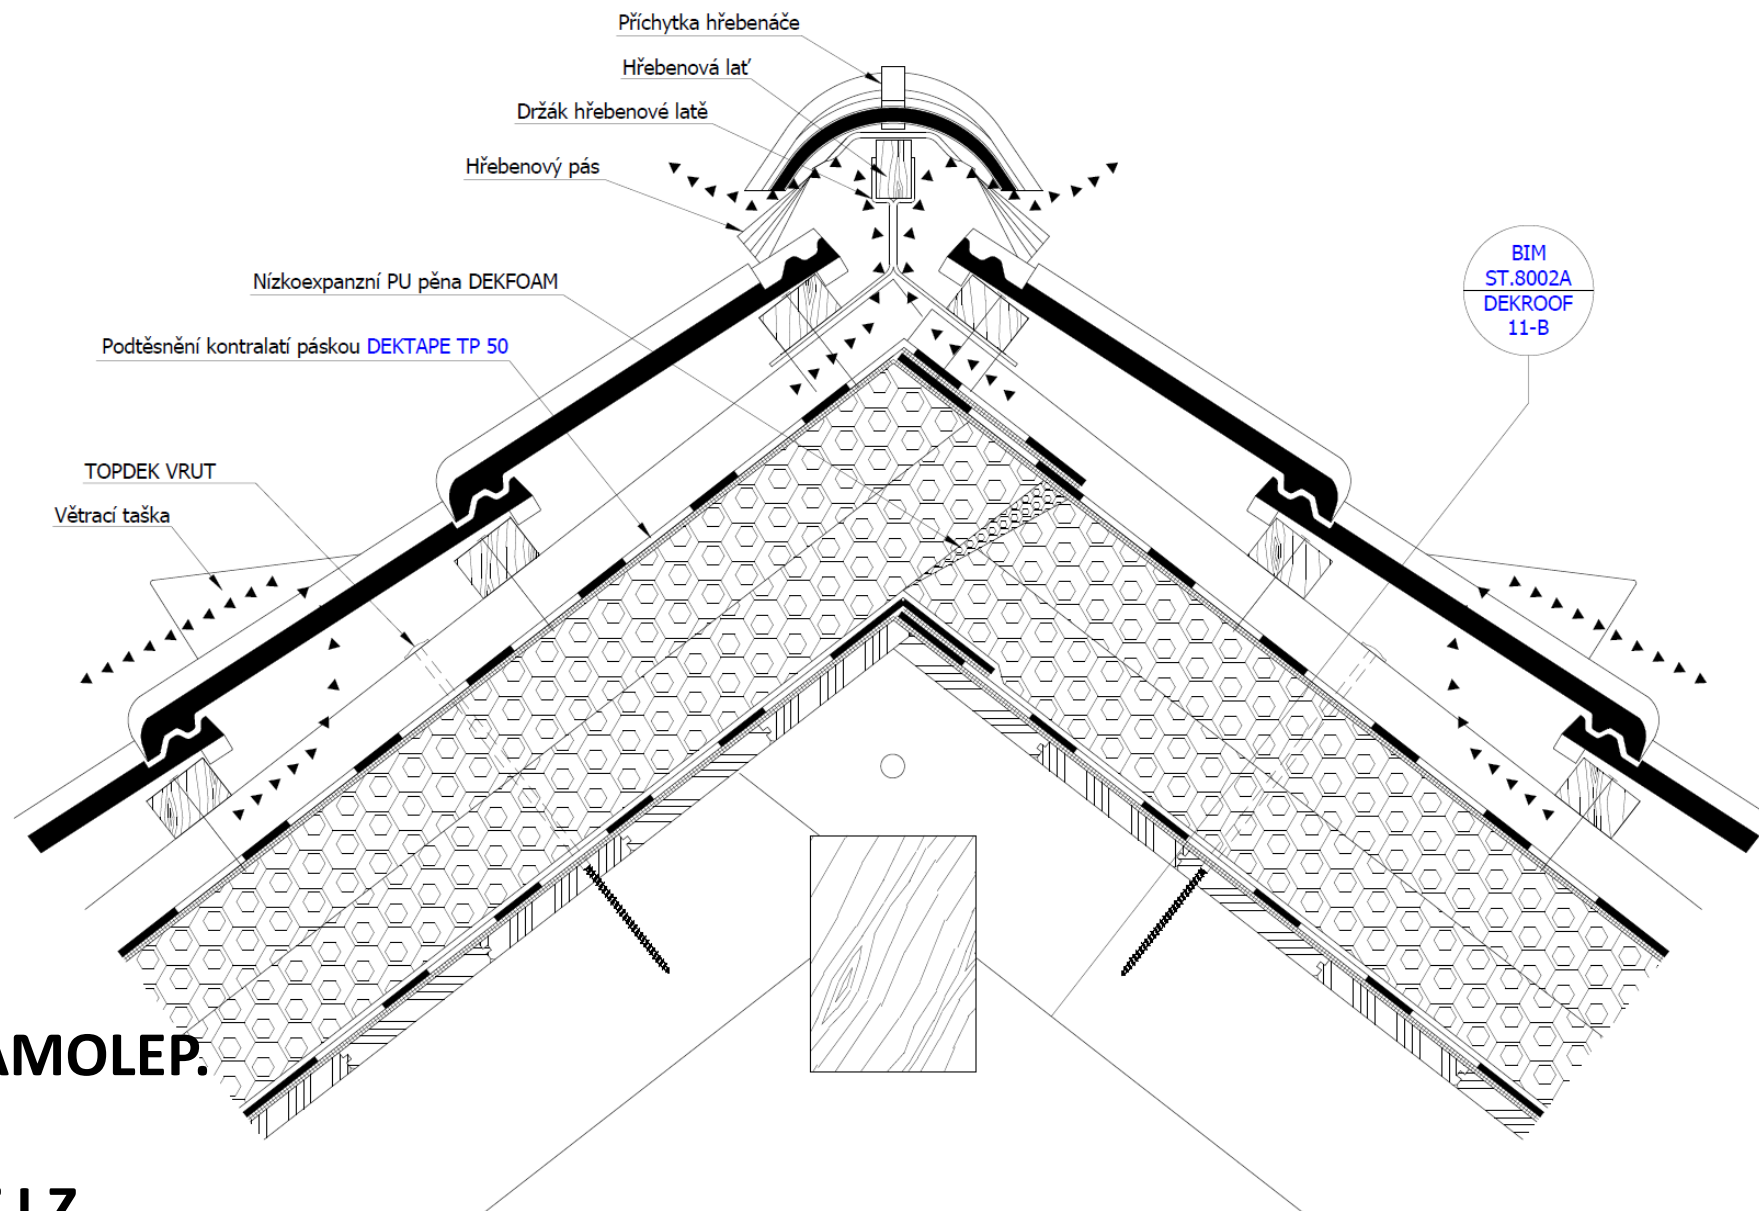 Příchytka hřebenáče
Hřebenová lať
Držák hřebenové latě
Hřebenový pás
Nízkoexpanzní PU pěna DEKFOAM
Podtěsnění kontralatí páskou DEKTAPE TP 50
TOPDEK VRUT
Větrací taška
BIM
ST.8002A
DEKROOF
11-B
AMOLEP.